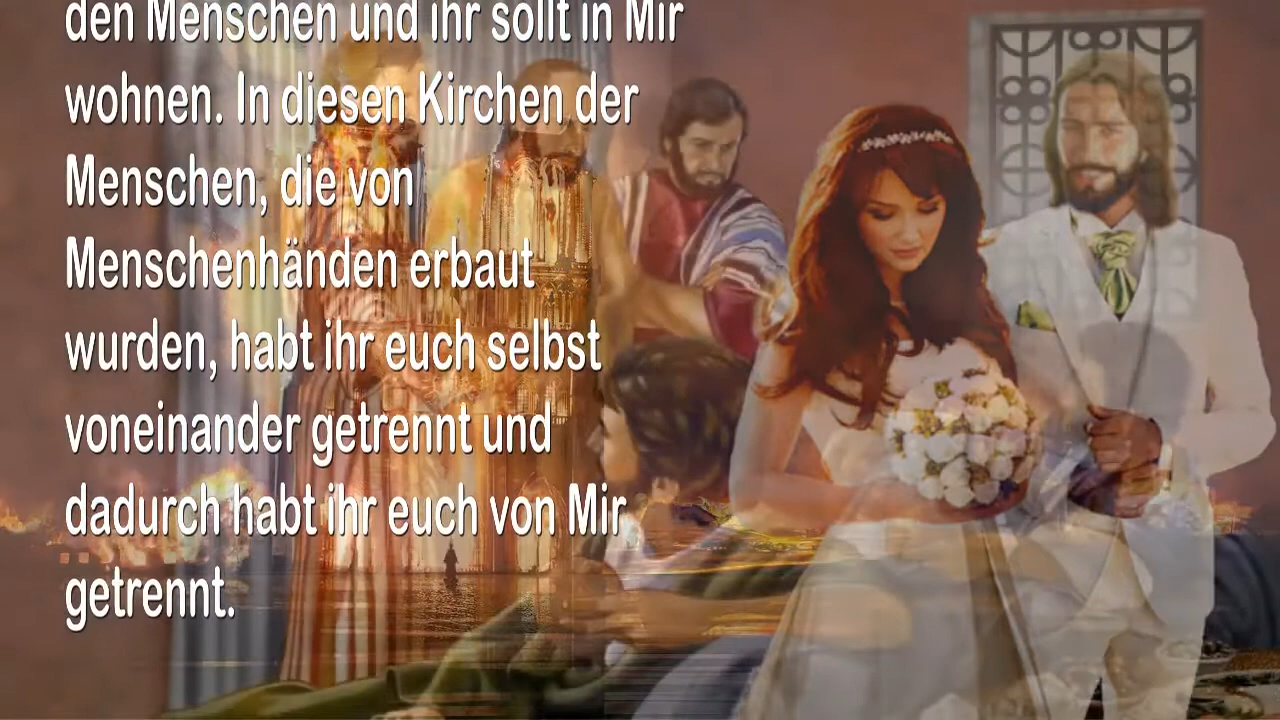 den Menschen und ihr sollt in Mir
wohnen. In diesen Kirchen der
Menschen, die von
Menschenhänden erbaut
wurden, habt ihr euch selbst
voneinander getrennt und
dadurch habt ihr euch von Mir
getrennt.